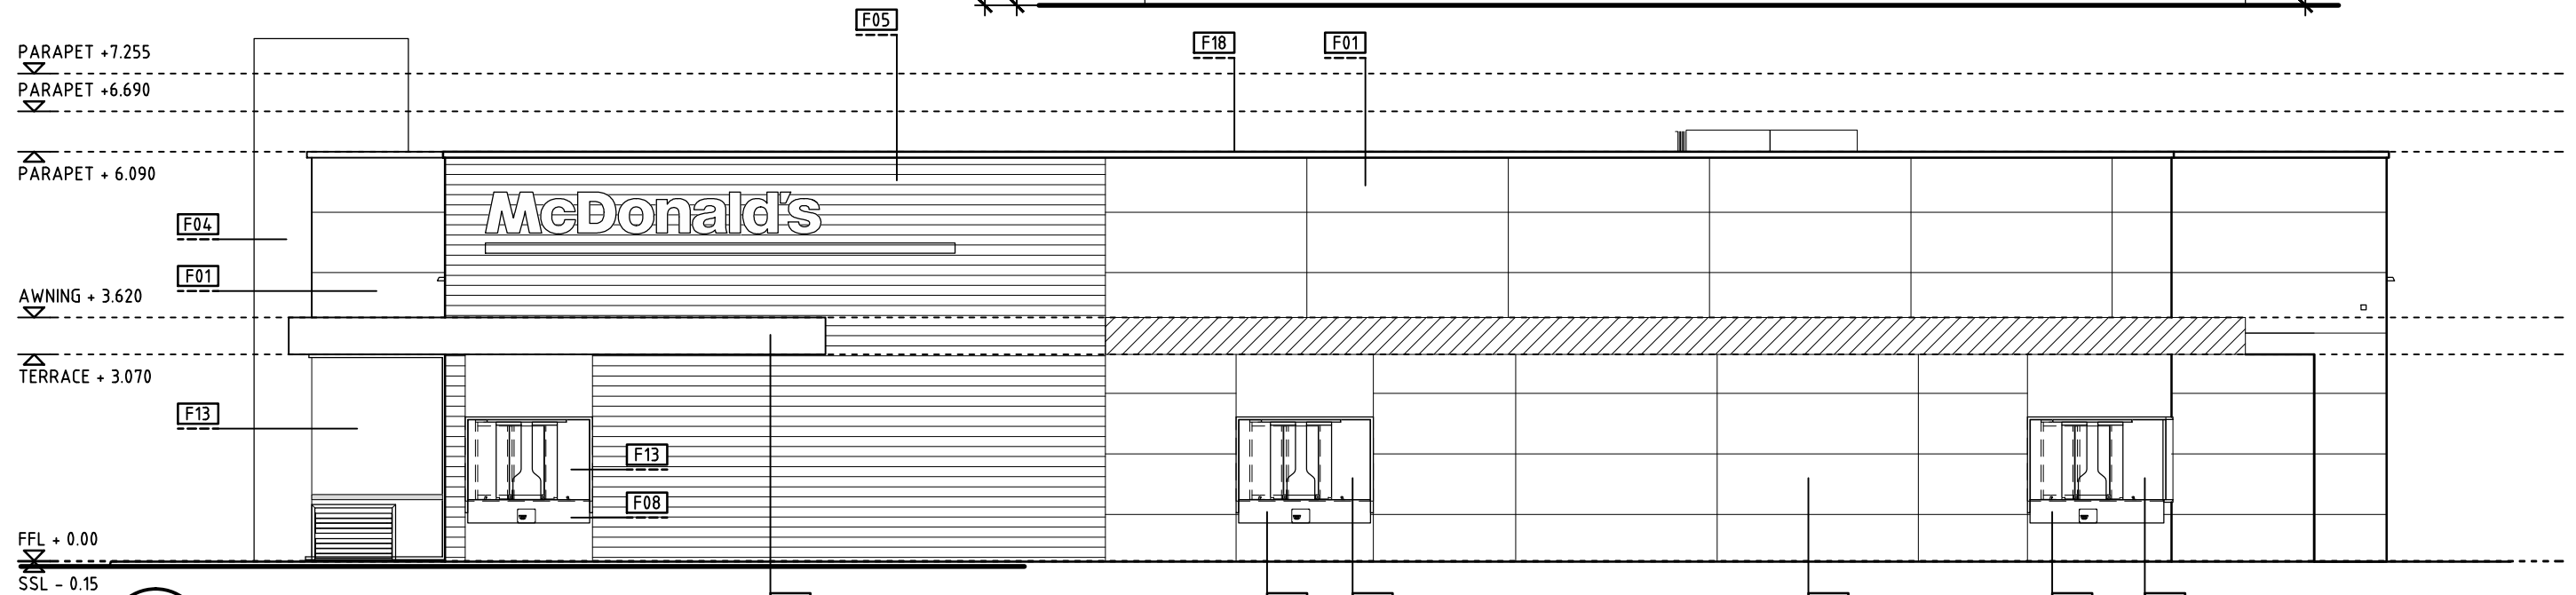 F05
F18
F01
PARAPET +7.255
PARAPET +6.690
PARAPET + 6.090
McDonald's
F04
F01
AWNING + 3.620
TERRACE + 3.070
F13
F13
F08
FFL + 0.00
SSL - 0.15